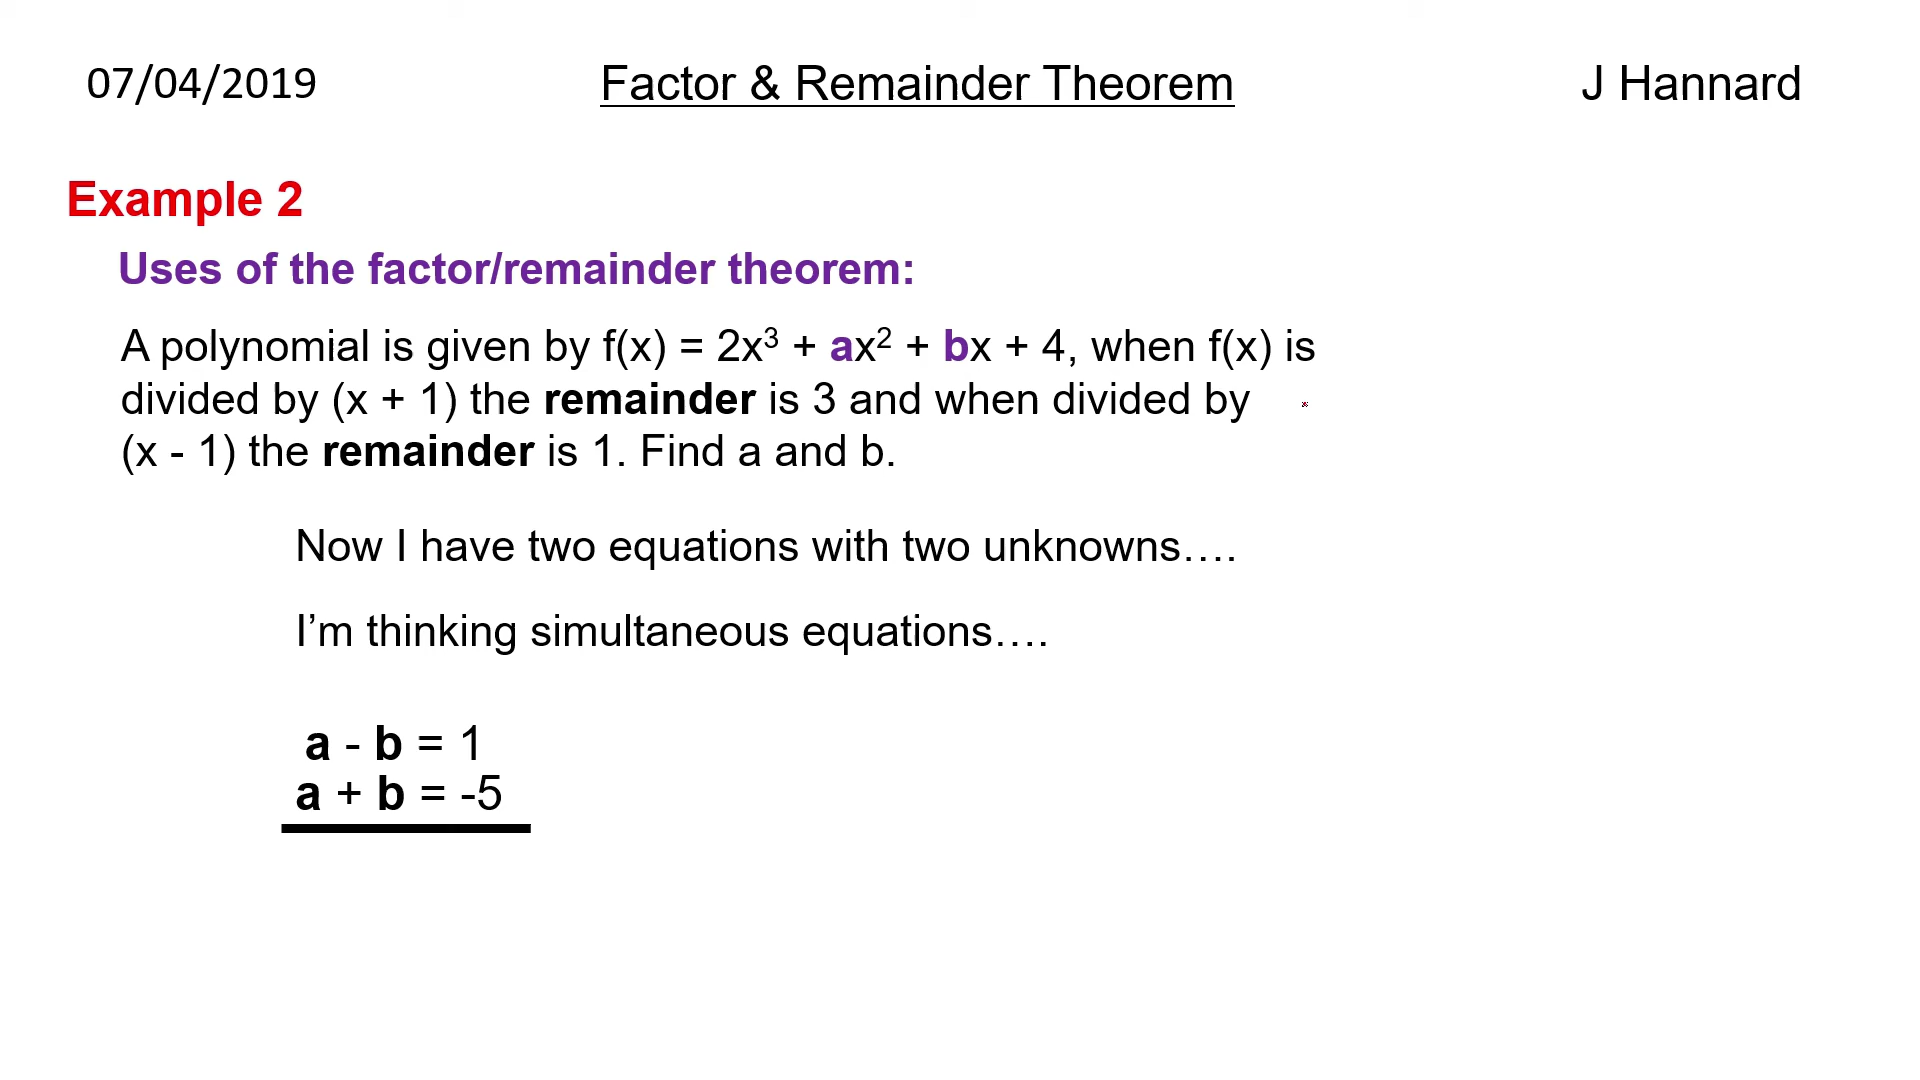 07/04/2019 Factor & Remainder Theorem J Hannard
Example 2
Uses of the factor/remainder theorem:
A polynomial is given by f(x) = 2x³ + ax² + bx + 4, when f(x) is
divided by (x + 1) the remainder is 3 and when divided by
(x - 1) the remainder is 1. Find a and b.
Now I have two equations with two unknowns….
I’m thinking simultaneous equations….
a - b = 1
a + b = -5